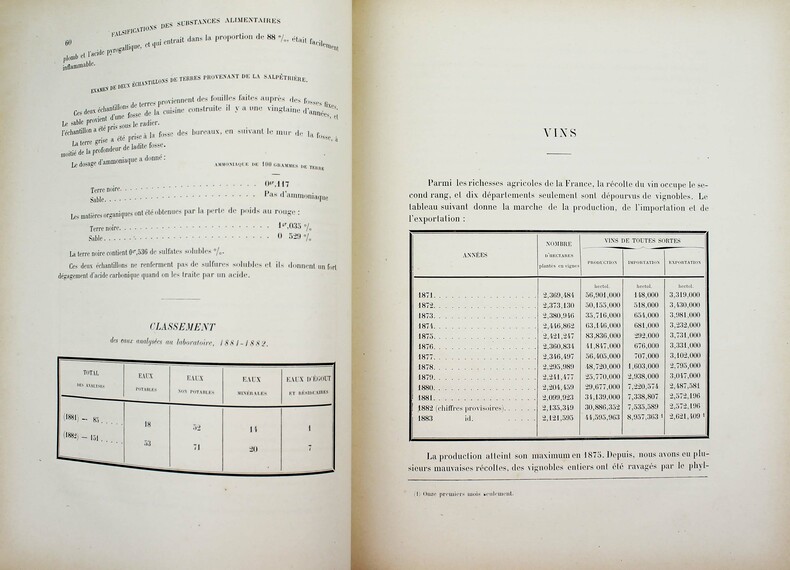 60
FALSIFICATIONS DES SUBSTANCES ALIMENTAIRES
plomb et l'acide pyrogallique, et qui entrait dans la proportion de 88 °/₀, était facilement
inflammable.
EXAMEN DE DEUX ÉCHANTILLONS DE TERRES PROVENANT DE LA SALPÉTRIÈRE.
Ces deux échantillons de terres proviennent des fouilles faites auprès des fosses fixes.
Le sable provient d'une fosse de la cuisine construite il y a une vingtaine d'années, et
l'échantillon a été pris sous le radier.
La terre grise a été prise à la fosse des bureaux, en suivant le mur de la fosse, à
moitié de la profondeur de ladite fosse.
Le dosage d'ammoniaque a donné :
AMMONIAQUE DE 100 GRAMMES DE TERRE
Terre noire. 0gr,117
Sable. Pas d'ammoniaque
Les matières organiques ont été obtenues par la perte de poids au rouge :
Terre noire. 1gr,035 °/₀
Sable. 0 529 °/₀
La terre noire contient 0gr,536 de sulfates solubles °/₀.
Ces deux échantillons ne renferment pas de sulfures solubles et ils donnent un fort
dégagement d'acide carbonique quand on les traite par un acide.
CLASSEMENT
des eaux analysées au laboratoire, 1881-1882.
TOTAL DES ANALYSES | EAUX POTABLES | EAUX NON POTABLES | EAUX MINÉRALES | EAUX D'ÉGOUT ET RÉSIDUAIRES
(1881) — 85 | 18 | 52 | 14 | 1
(1882) — 151 | 53 | 71 | 20 | 7
VINS
Parmi les richesses agricoles de la France, la récolte du vin occupe le se-
cond rang, et dix départements seulement sont dépourvus de vignobles. Le
tableau suivant donne la marche de la production, de l'importation et de
l'exportation :
ANNÉES | NOMBRE D'HECTARES plantés en vignes | VINS DE TOUTES SORTES
PRODUCTION | IMPORTATION | EXPORTATION
hectol. | hectol. | hectol.
1871. 2,369,484 56,901,000 148,000 3,319,000
1872. 2,373,130 50,155,000 518,000 3,430,000
1873. 2,380,946 35,716,000 654,000 3,981,000
1874. 2,446,862 63,146,000 681,000 3,232,000
1875. 2,421,247 83,836,000 292,000 3,731,000
1876. 2,360,834 44,847,000 676,000 3,331,000
1877. 2,346,497 56,405,000 707,000 3,102,000
1878. 2,295,989 48,720,000 1,603,000 2,795,000
1879. 2,241,477 25,770,000 2,938,000 3,047,000
1880. 2,204,459 29,677,000 7,220,574 2,487,581
1881. 2,099,923 34,139,000 7,338,807 2,572,196
1882 (chiffres provisoires). 2,135,349 30,886,352 7,535,589 2,572,196
1883 id. 2,121,595 44,595,963 8,957,363 ¹ 2,621,409 ¹
La production atteint son maximum en 1875. Depuis, nous avons eu plu-
sieurs mauvaises récoltes, des vignobles entiers ont été ravagés par le phyl-
(1) Onze premiers mois seulement.